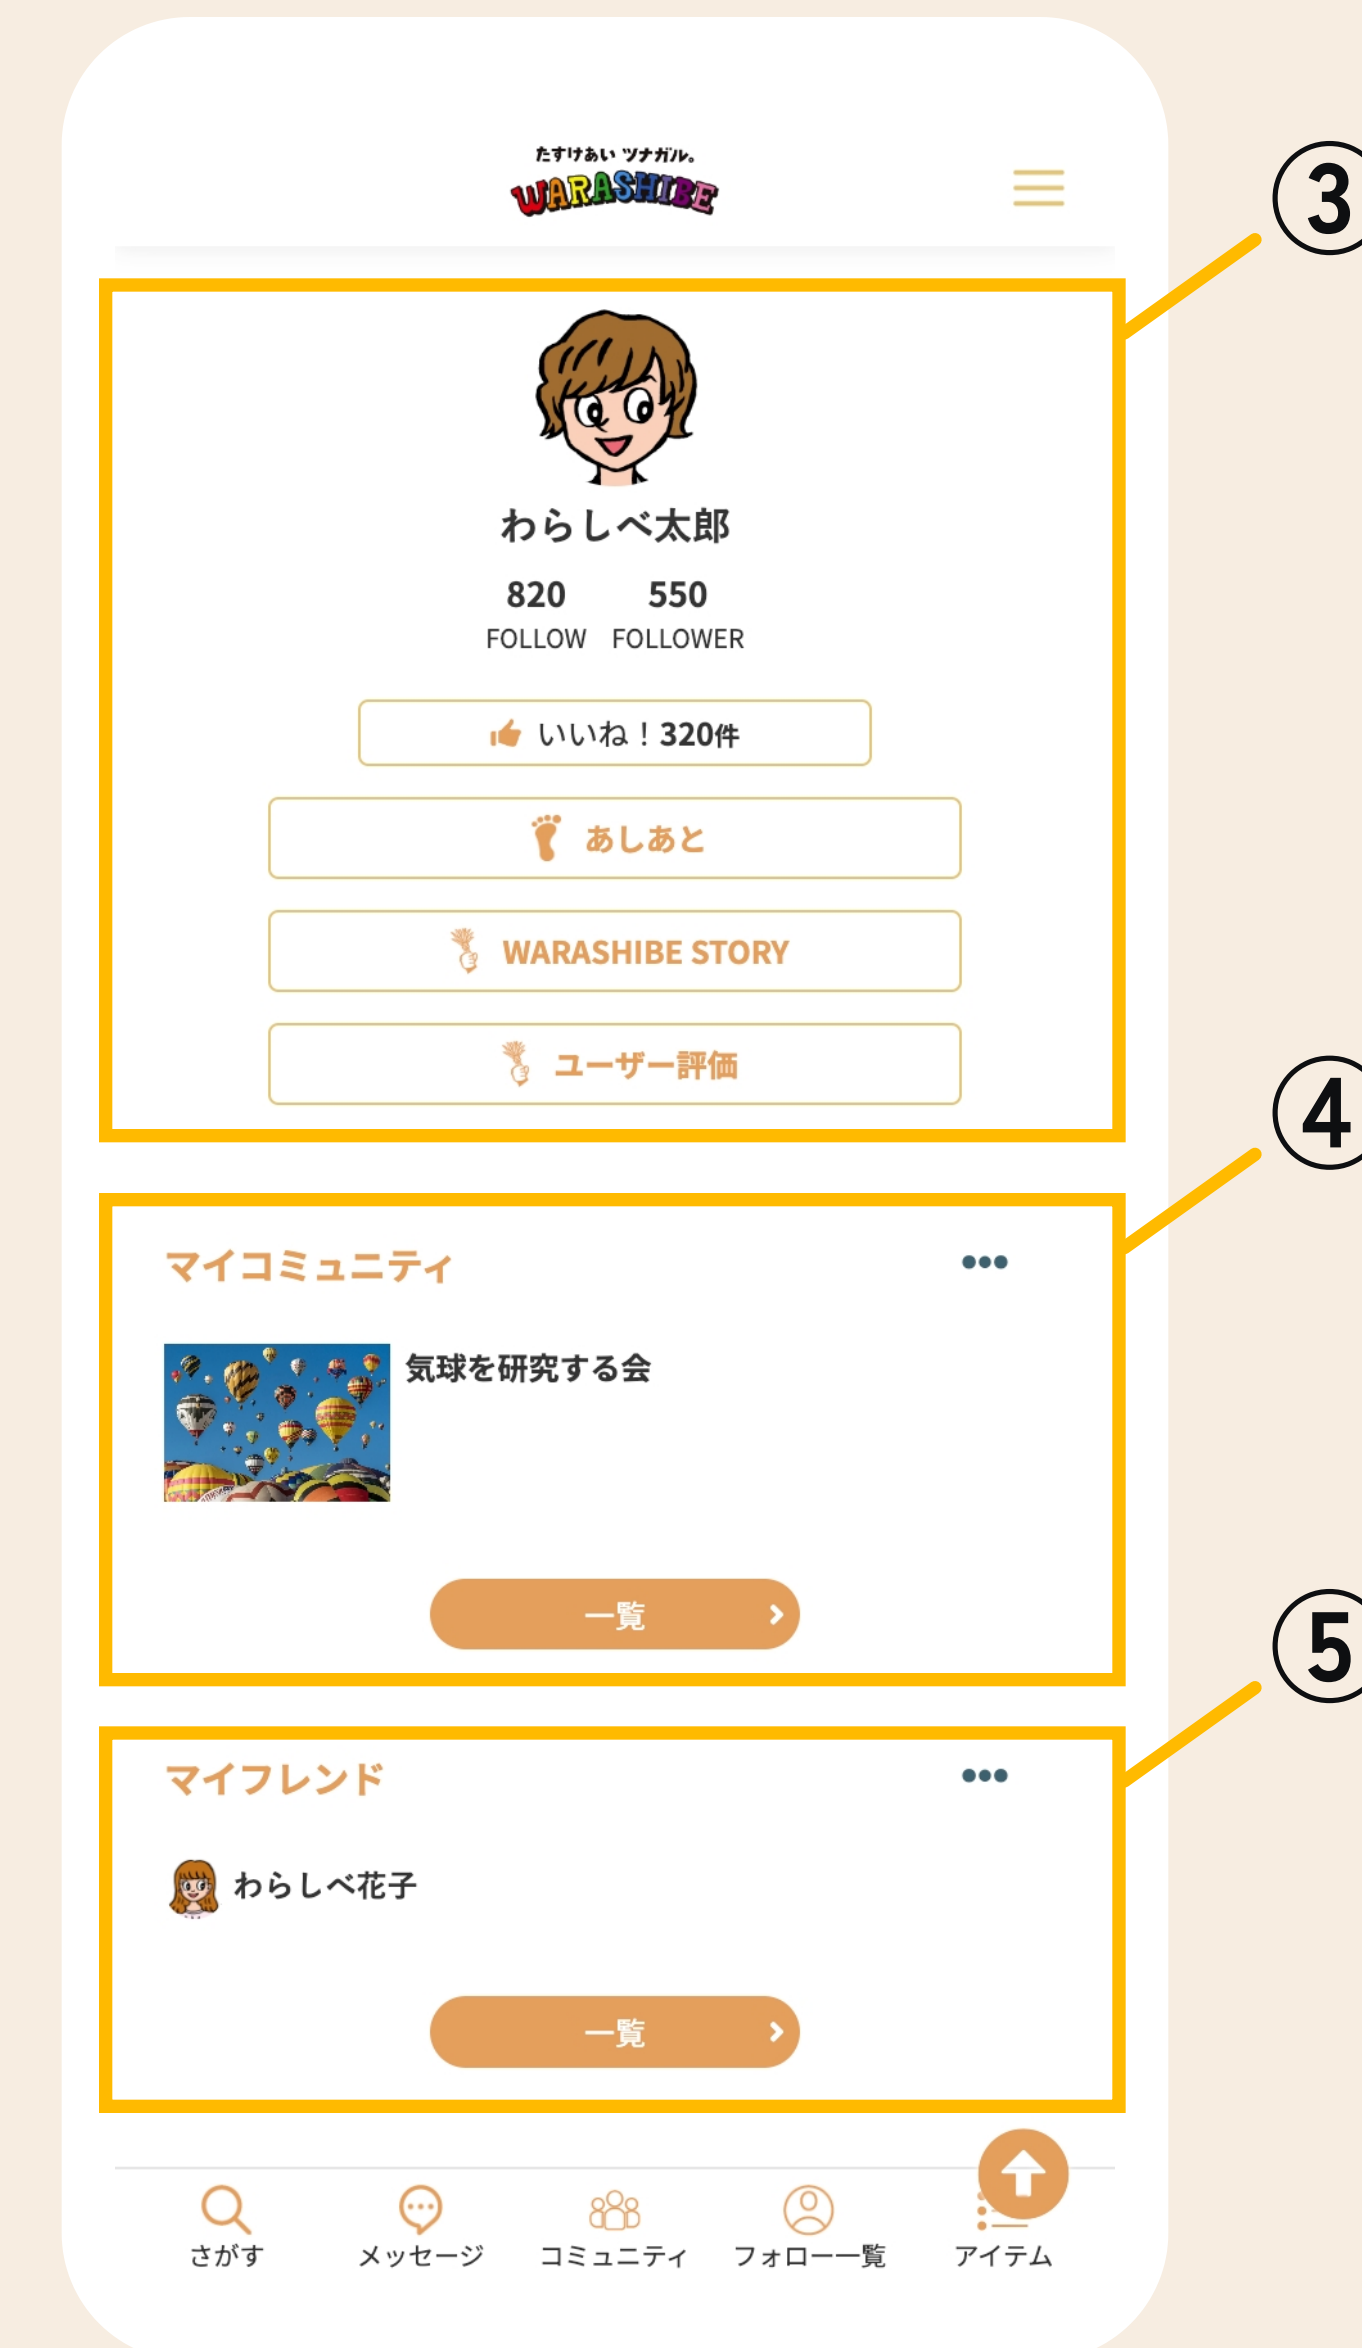 たすけあい ツナガル。
WARASHIBE
③
わらしべ太郎
820 550
FOLLOW FOLLOWER
いいね！320件
あしあと
WARASHIBE STORY
ユーザー評価
④
マイコミュニティ
気球を研究する会
一覧
⑤
マイフレンド
わらしべ花子
一覧
さがす メッセージ コミュニティ フォロー一覧 アイテム